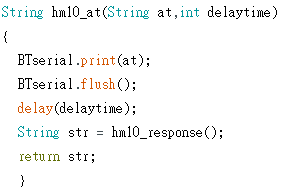 String hm10_at(String at,int delaytime)
{
BTserial.print(at);
BTserial.flush();
delay(delaytime);
String str = hm10_response();
return str;
}